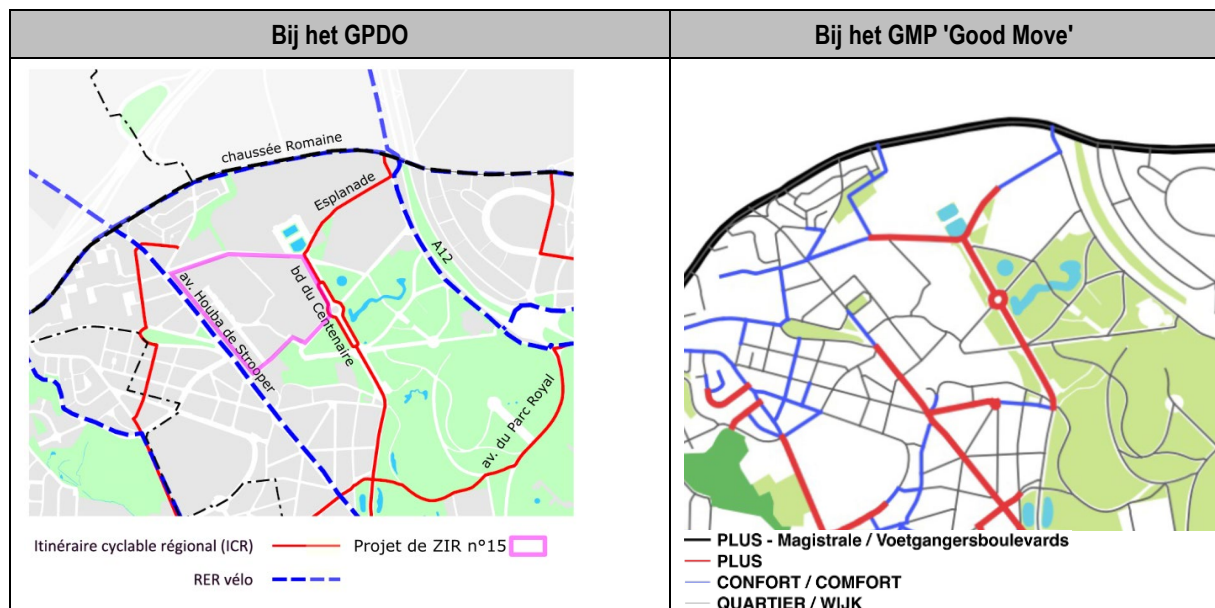 Bij het GPDO
Bij het GMP 'Good Move'
chaussée Romaine
Esplanade
A12
av. Houba de Strooper
bd du Centenaire
av. du Parc Royal
Itinéraire cyclable régional (ICR)
Projet de ZIR n°15
RER vélo
PLUS - Magistrale / Voetgangersboulevards
PLUS
CONFORT / COMFORT
QUARTIER / WIJK